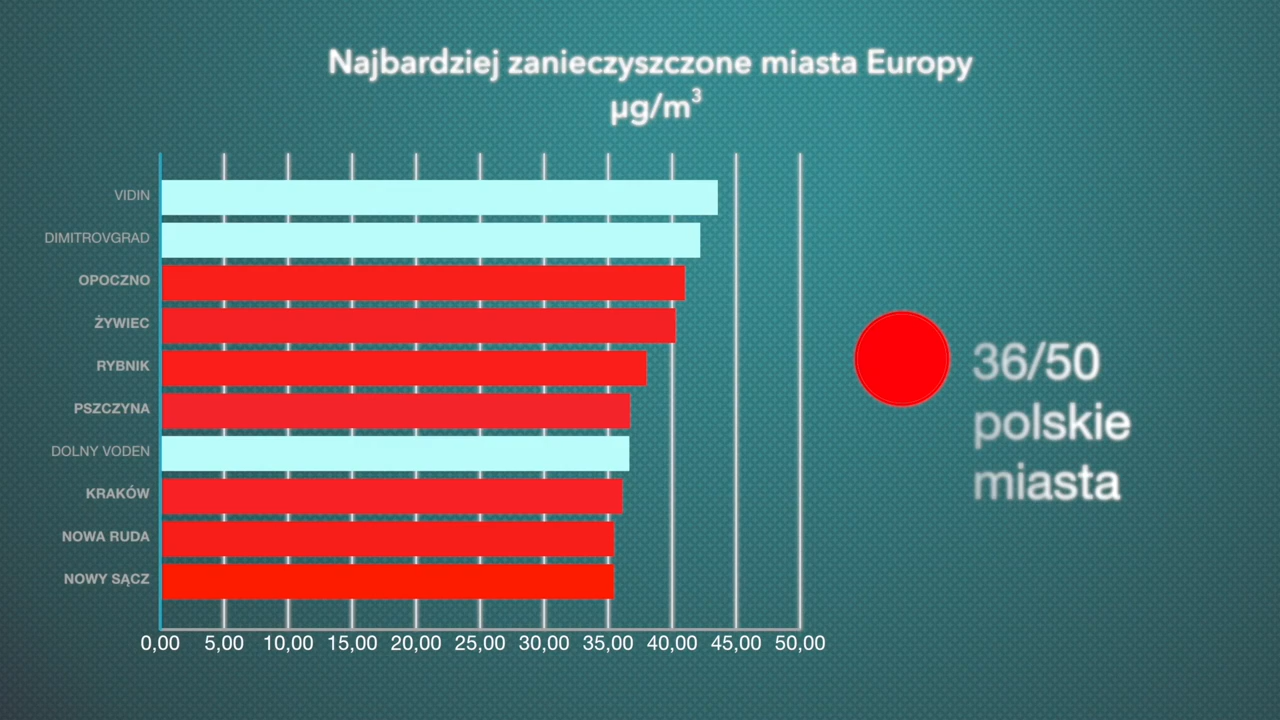 Najbardziej zanieczyszczone miasta Europy
µg/m³
VIDIN
DIMITROVGRAD
OPOCZNO
ŻYWIEC
RYBNIK
PSZCZYNA
DOLNY VODEN
KRAKÓW
NOWA RUDA
NOWY SĄCZ
0,00 5,00 10,00 15,00 20,00 25,00 30,00 35,00 40,00 45,00 50,00
36/50
polskie
miasta